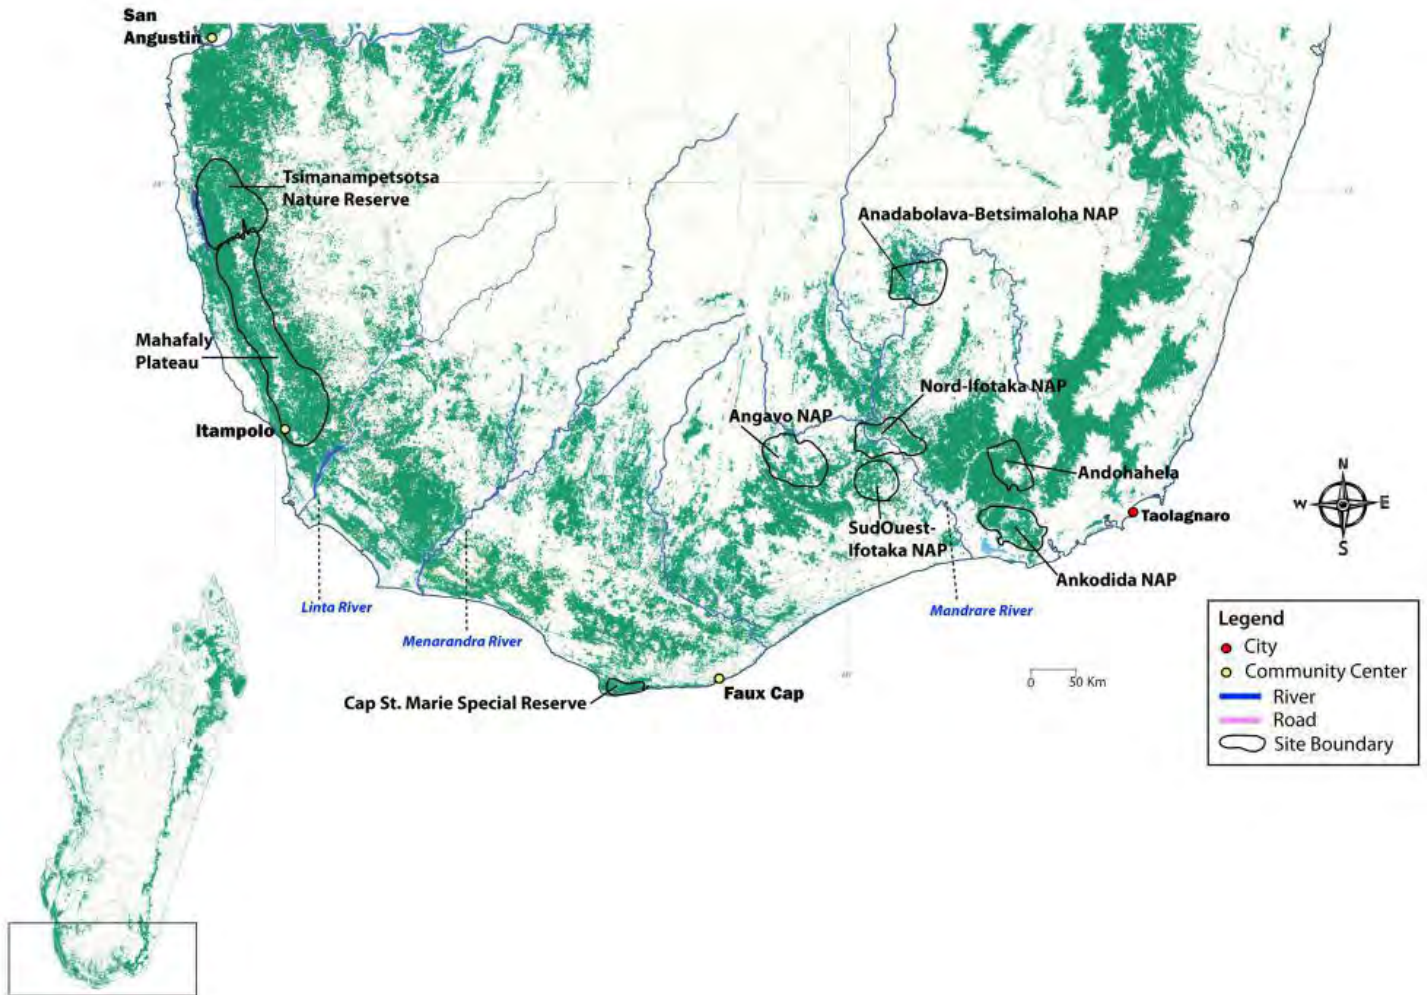 San
Angustin
Tsimanampetsotsa
Nature Reserve
Anadabolava-Betsimaloha NAP
Mahafaly
Plateau
Nord-Ifotaka NAP
Angavo NAP
Itampolo
Andohahela
Taolagnaro
SudOuest-
Ifotaka NAP
Ankodida NAP
Linta River
Menarandra River
Mandrare River
Cap St. Marie Special Reserve
Faux Cap
0 50 Km
N
W E
S
Legend
City
Community Center
River
Road
Site Boundary